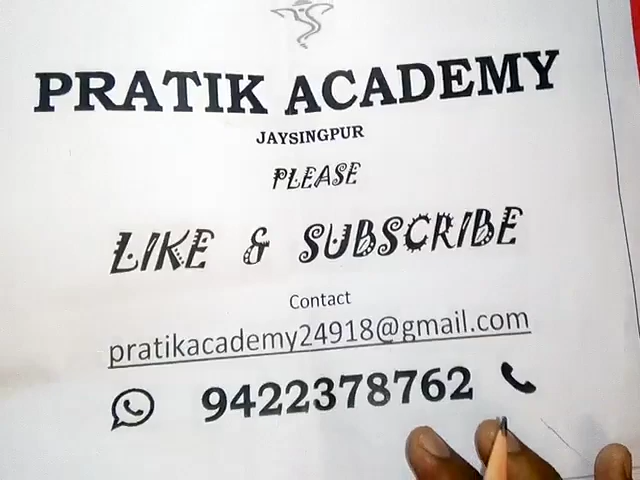 PRATIK ACADEMY
JAYSINGPUR
PLEASE
LIKE & SUBSCRIBE
Contact
pratikacademy24918@gmail.com
9422378762